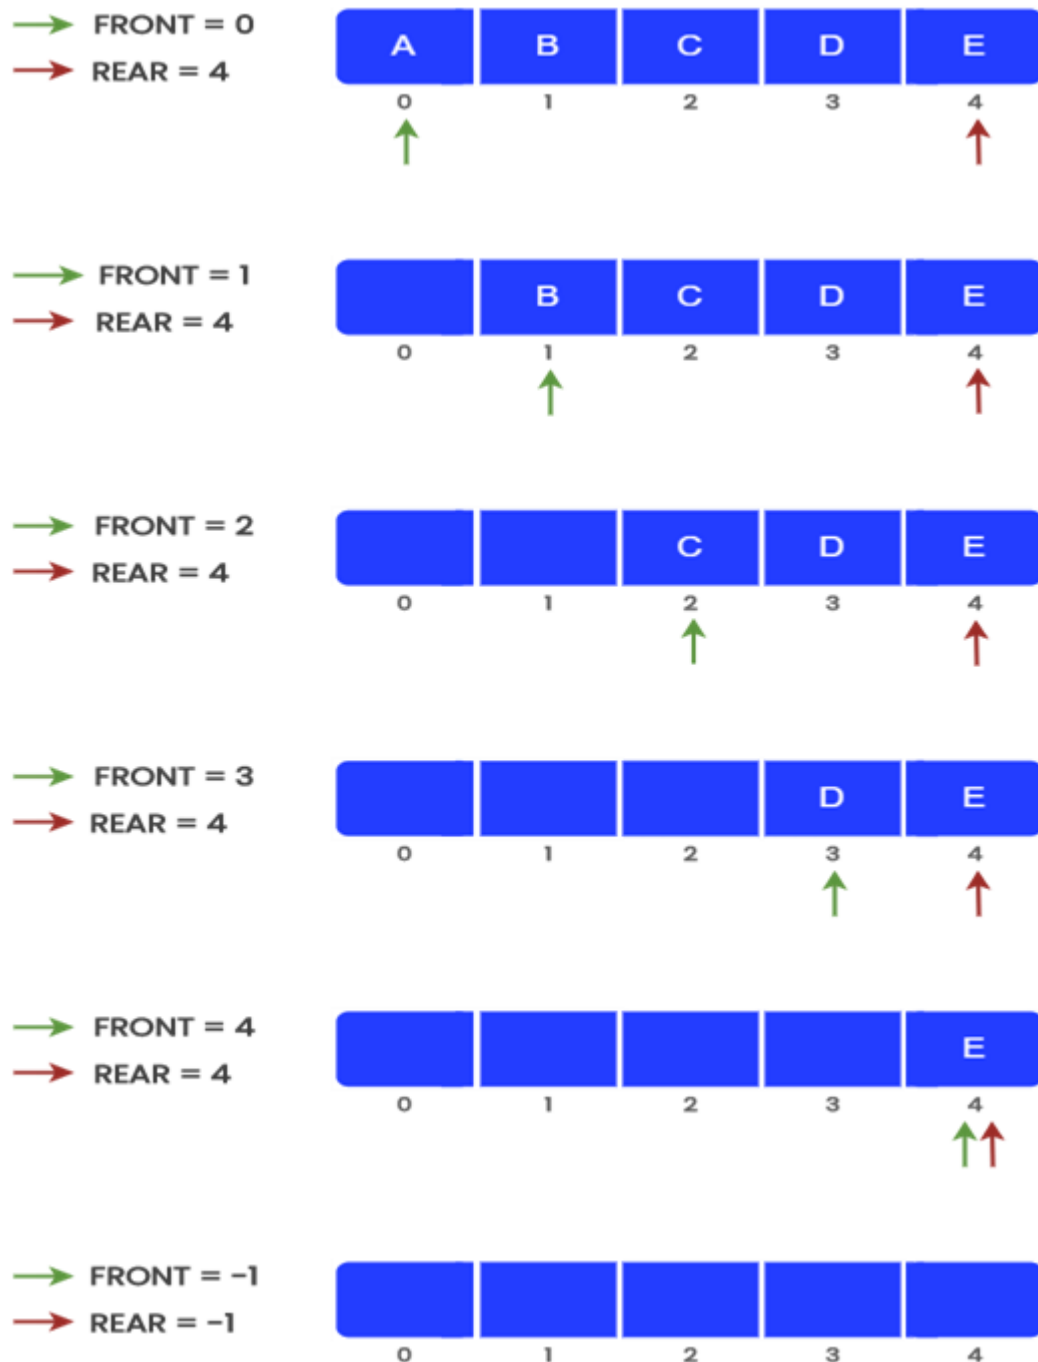 FRONT = 0
REAR = 4
A B C D E
0 1 2 3 4
FRONT = 1
REAR = 4
B C D E
0 1 2 3 4
FRONT = 2
REAR = 4
C D E
0 1 2 3 4
FRONT = 3
REAR = 4
D E
0 1 2 3 4
FRONT = 4
REAR = 4
E
0 1 2 3 4
FRONT = -1
REAR = -1
0 1 2 3 4